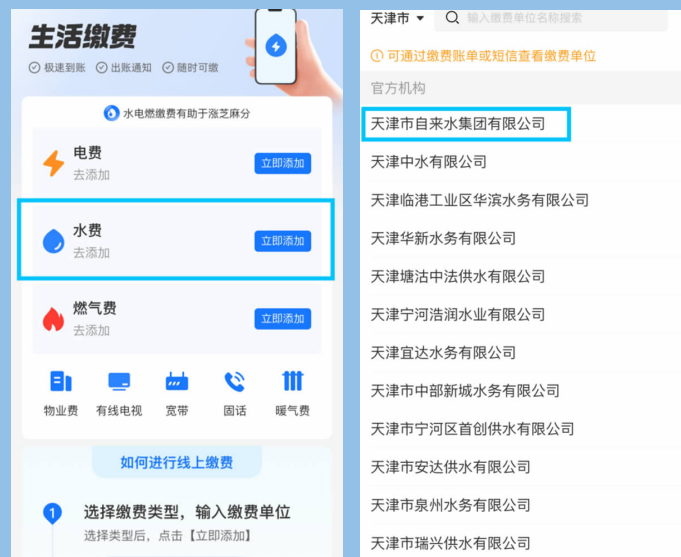 生活缴费
极速到账 出账通知 随时可缴
水电燃缴费有助于涨芝麻分
电费
去添加
立即添加
水费
去添加
立即添加
燃气费
去添加
立即添加
物业费 有线电视 宽带 固话 暖气费
如何进行线上缴费
1 选择缴费类型，输入缴费单位
选择类型后，点击【立即添加】
天津市 输入缴费单位名称搜索
可通过缴费账单或短信查看缴费单位
官方机构
天津市自来水集团有限公司
天津中水有限公司
天津临港工业区华滨水务有限公司
天津华新水务有限公司
天津塘沽中法供水有限公司
天津宁河浩润水业有限公司
天津宜达水务有限公司
天津市中部新城水务有限公司
天津市宁河区首创供水有限公司
天津市安达供水有限公司
天津市泉州水务有限公司
天津市瑞兴供水有限公司